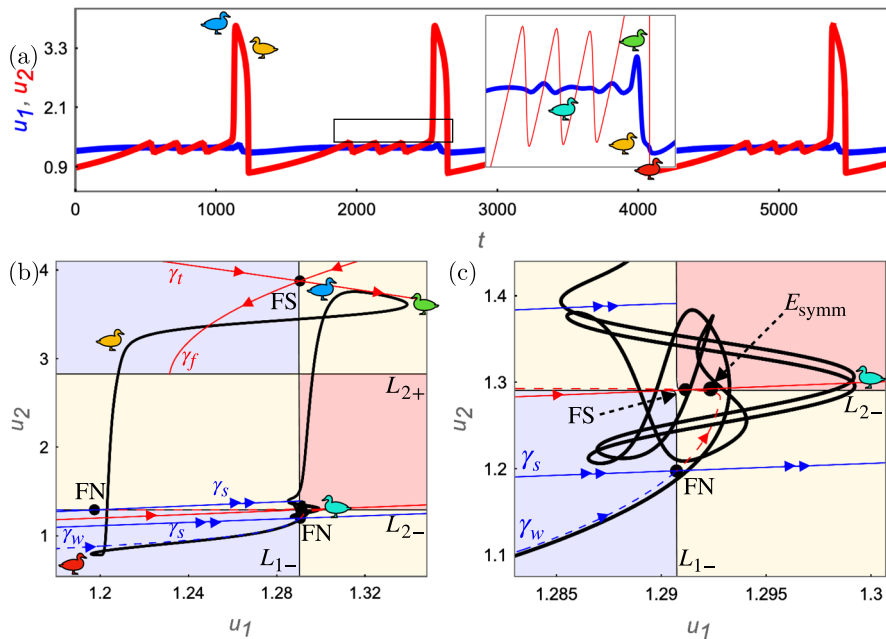 (a)
u1, u2
3.3
2.1
0.9
0 1000 2000 3000 4000 5000
t
(b)
u2
4
3
2
1
γt
FS
γf
L2+
γs
FN
γs
FN
L2−
γw
L1−
1.2 1.24 1.28 1.32
u1
(c)
u2
1.4
1.3
1.2
1.1
Esymm
FS
L2−
γs
FN
γw
L1−
1.285 1.291 1.295 1.3
u1